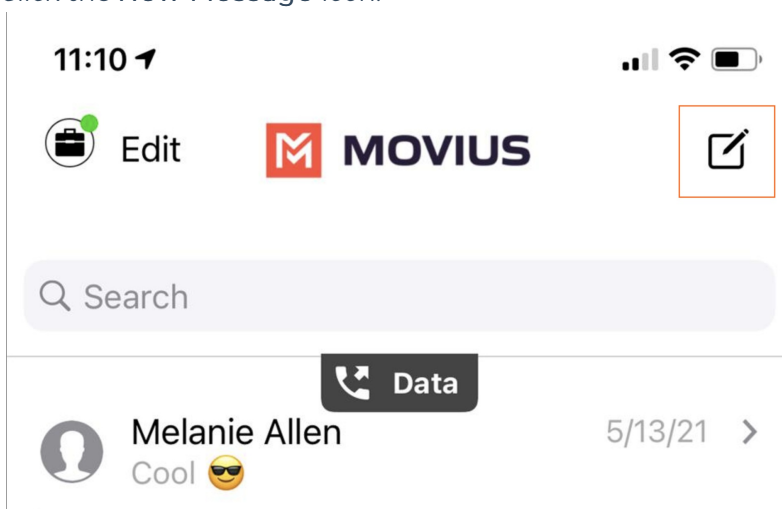 11:10
Edit MOVIUS
Search
Data
Melanie Allen 5/13/21
Cool 😎